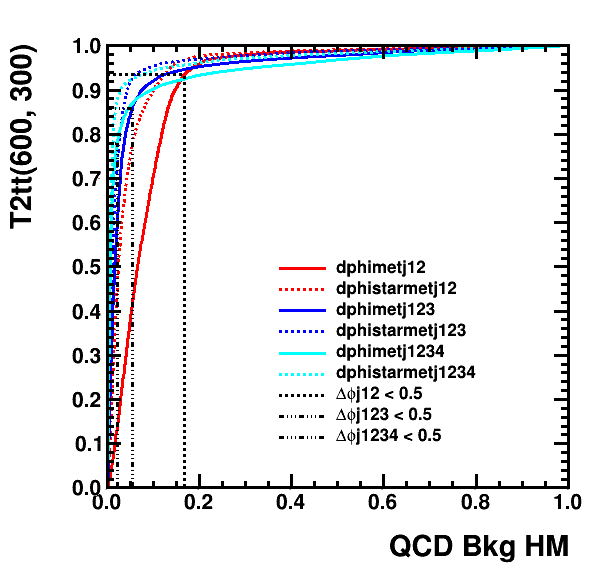 T2tt(600, 300)
1.0
0.9
0.8
0.7
0.6
0.5
0.4
0.3
0.2
0.1
0.0
dphimetj12
dphistarmetj12
dphimetj123
dphistarmetj123
dphimetj1234
dphistarmetj1234
Δϕj12 < 0.5
Δϕj123 < 0.5
Δϕj1234 < 0.5
0.0 0.2 0.4 0.6 0.8 1.0
QCD Bkg HM